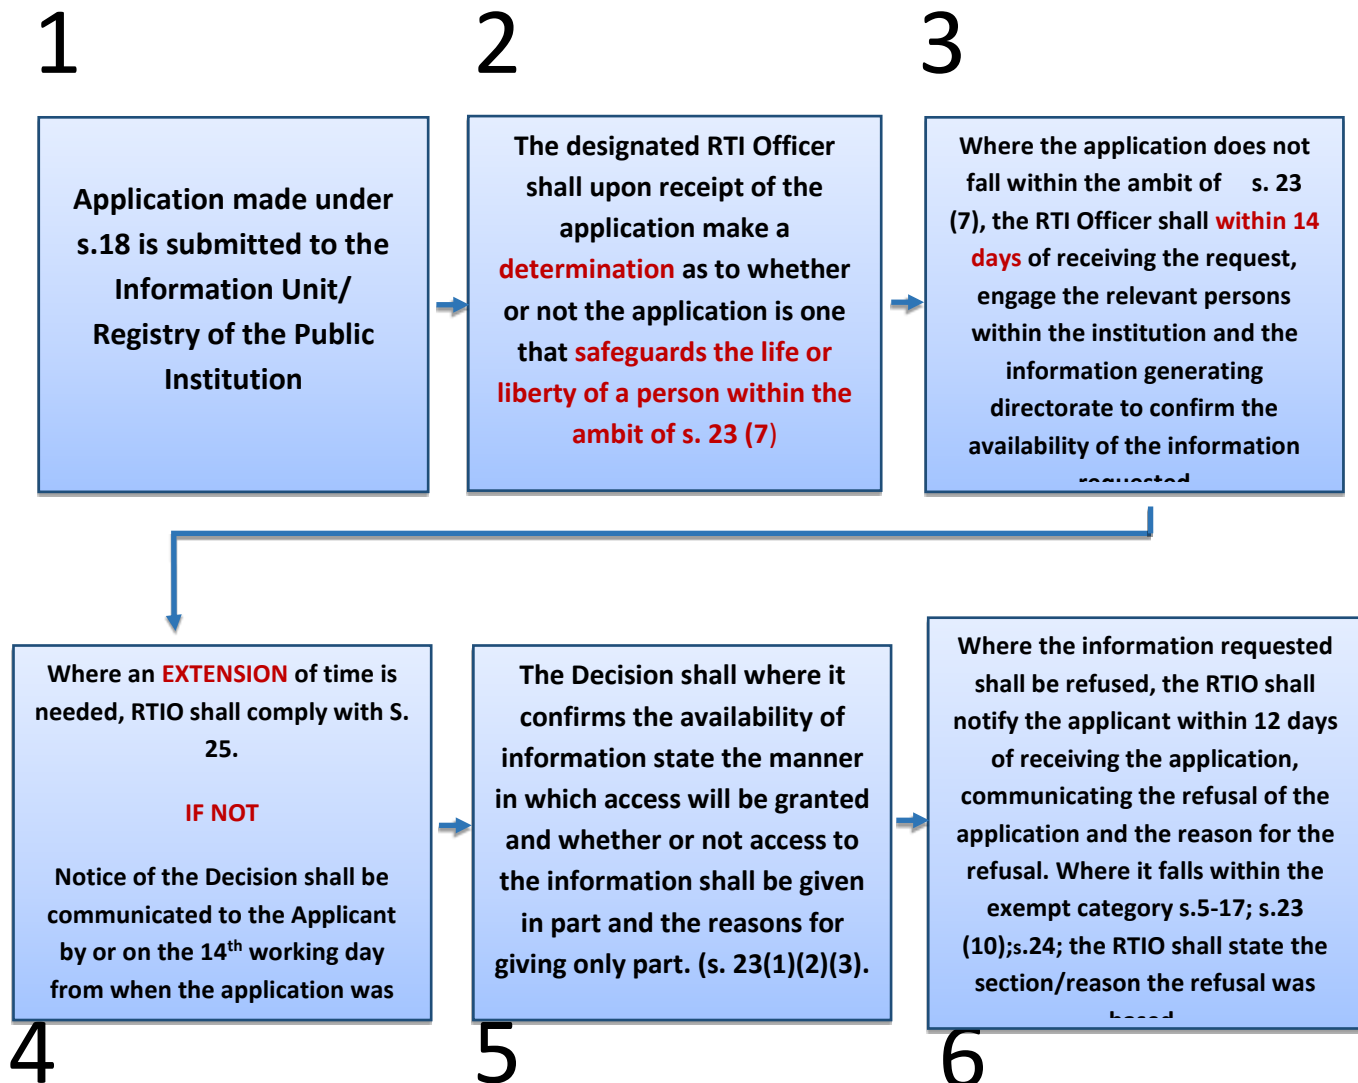 1
2
3
Application made under
s.18 is submitted to the
Information Unit/
Registry of the Public
Institution
The designated RTI Officer
shall upon receipt of the
application make a
determination as to whether
or not the application is one
that safeguards the life or
liberty of a person within the
ambit of s. 23 (7)
Where the application does not
fall within the ambit of s. 23
(7), the RTI Officer shall within 14
days of receiving the request,
engage the relevant persons
within the institution and the
information generating
directorate to confirm the
availability of the information
requested
Where an EXTENSION of time is
needed, RTIO shall comply with S.
25.
IF NOT
Notice of the Decision shall be
communicated to the Applicant
by or on the 14th working day
from when the application was
The Decision shall where it
confirms the availability of
information state the manner
in which access will be granted
and whether or not access to
the information shall be given
in part and the reasons for
giving only part. (s. 23(1)(2)(3).
Where the information requested
shall be refused, the RTIO shall
notify the applicant within 12 days
of receiving the application,
communicating the refusal of the
application and the reason for the
refusal. Where it falls within the
exempt category s.5-17; s.23
(10);s.24; the RTIO shall state the
section/reason the refusal was
based
4
5
6